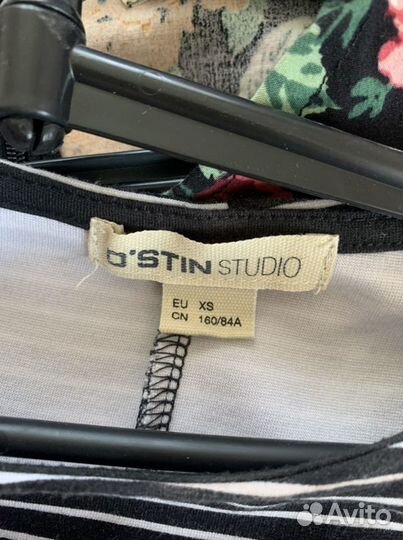 O'STIN STUDIO
EU XS
CN 160/84A
Avito